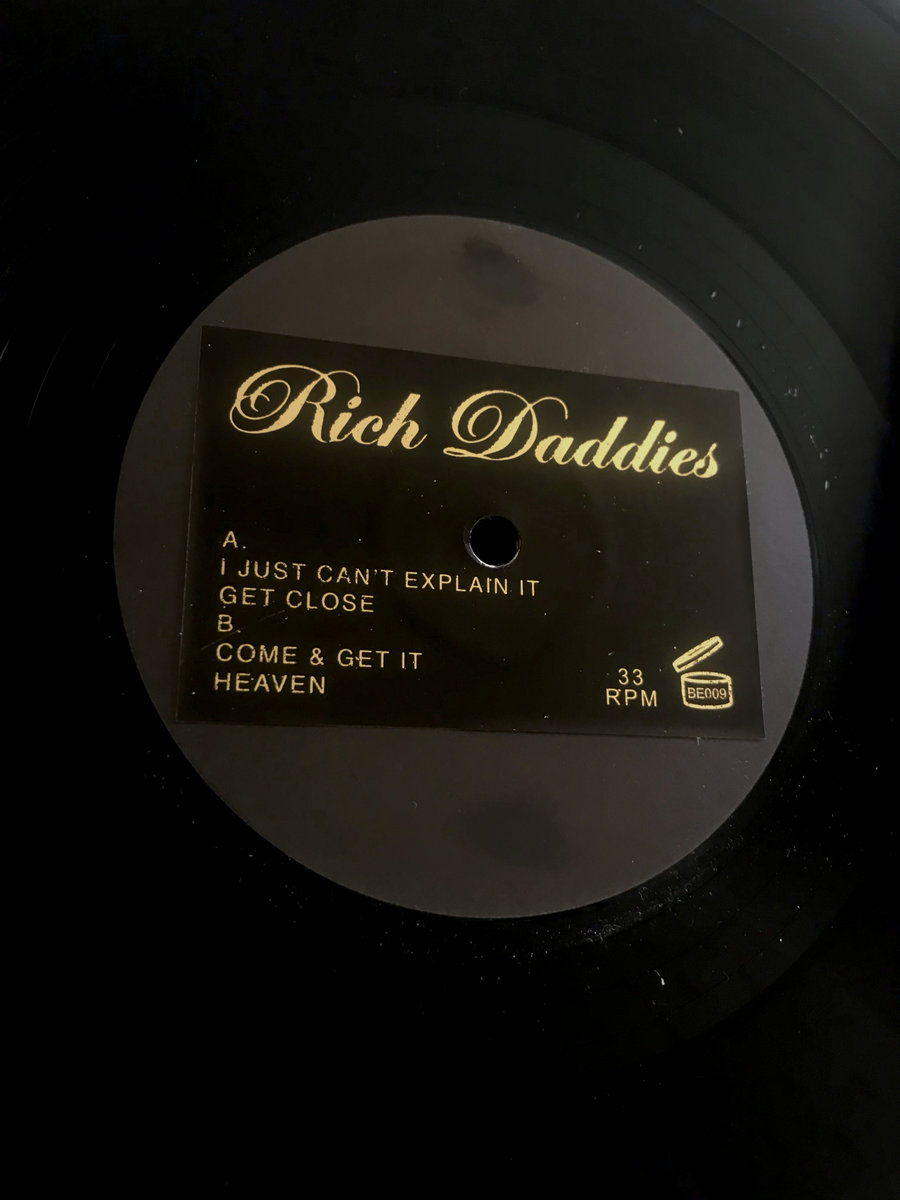 Rich Daddies
A.
I JUST CAN'T EXPLAIN IT
GET CLOSE
B.
COME & GET IT
HEAVEN
33
RPM
BE009